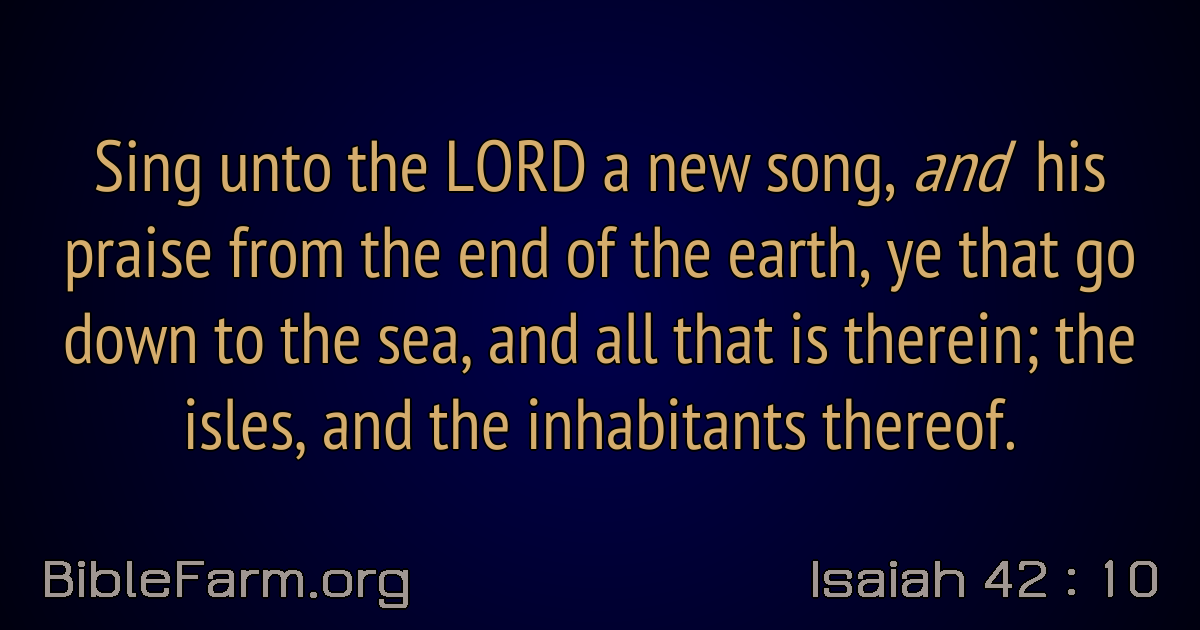 Sing unto the LORD a new song, and his
praise from the end of the earth, ye that go
down to the sea, and all that is therein; the
isles, and the inhabitants thereof.
BibleFarm.org
Isaiah 42 : 10